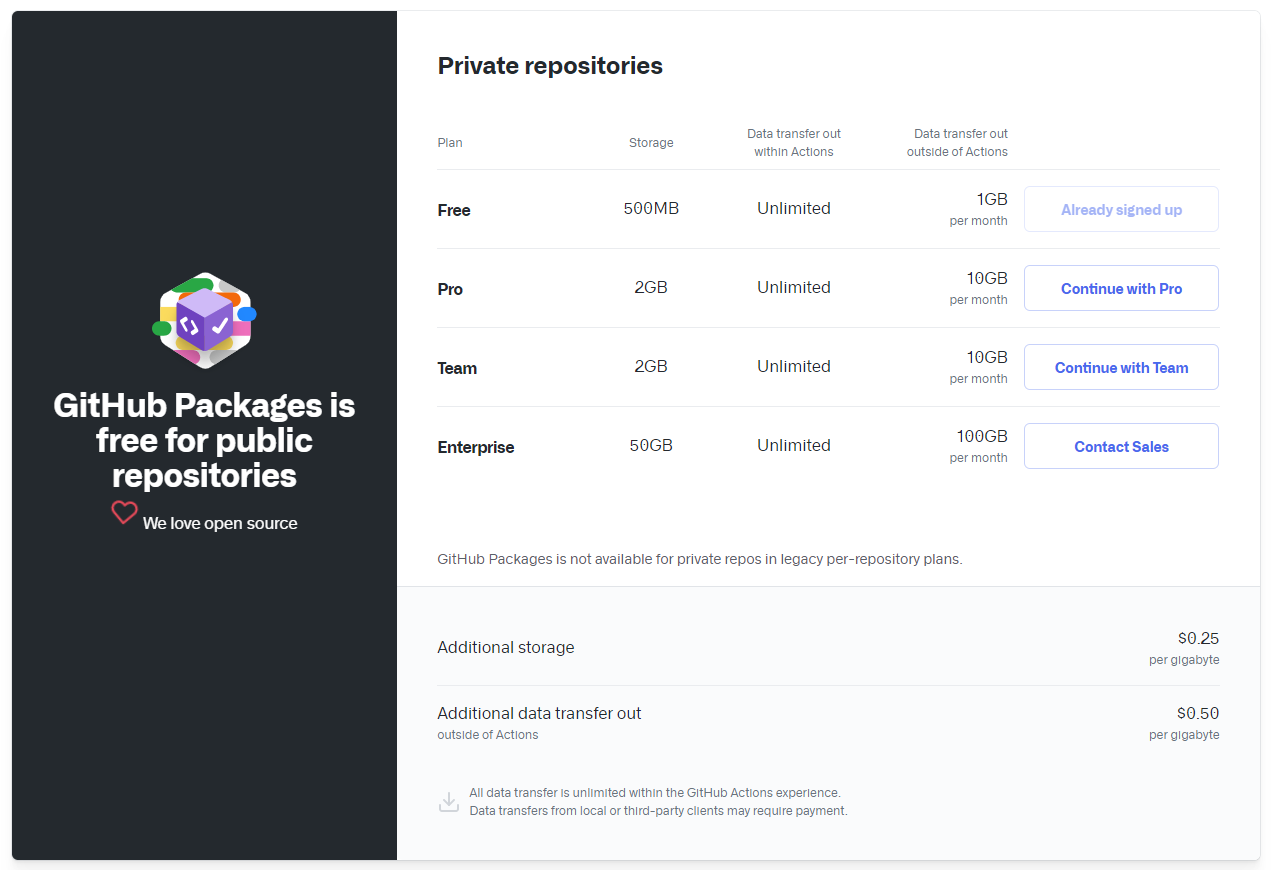 GitHub Packages is
free for public
repositories
We love open source
Private repositories
Plan Storage Data transfer out within Actions Data transfer out outside of Actions
Free 500MB Unlimited 1GB per month Already signed up
Pro 2GB Unlimited 10GB per month Continue with Pro
Team 2GB Unlimited 10GB per month Continue with Team
Enterprise 50GB Unlimited 100GB per month Contact Sales
GitHub Packages is not available for private repos in legacy per-repository plans.
Additional storage $0.25
per gigabyte
Additional data transfer out $0.50
outside of Actions per gigabyte
All data transfer is unlimited within the GitHub Actions experience.
Data transfers from local or third-party clients may require payment.